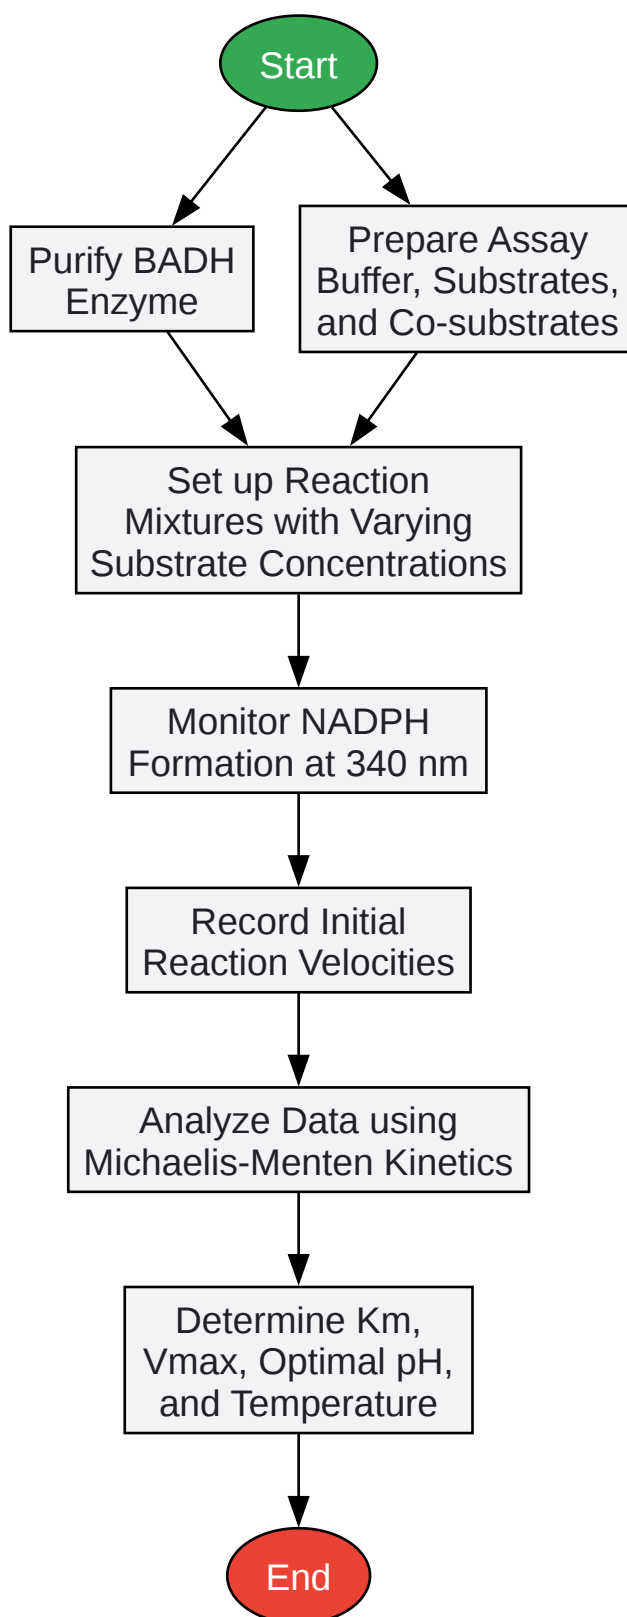 Start
Purify BADH
Enzyme
Prepare Assay
Buffer, Substrates,
and Co-substrates
Set up Reaction
Mixtures with Varying
Substrate Concentrations
Monitor NADPH
Formation at 340 nm
Record Initial
Reaction Velocities
Analyze Data using
Michaelis-Menten Kinetics
Determine Km,
Vmax, Optimal pH,
and Temperature
End